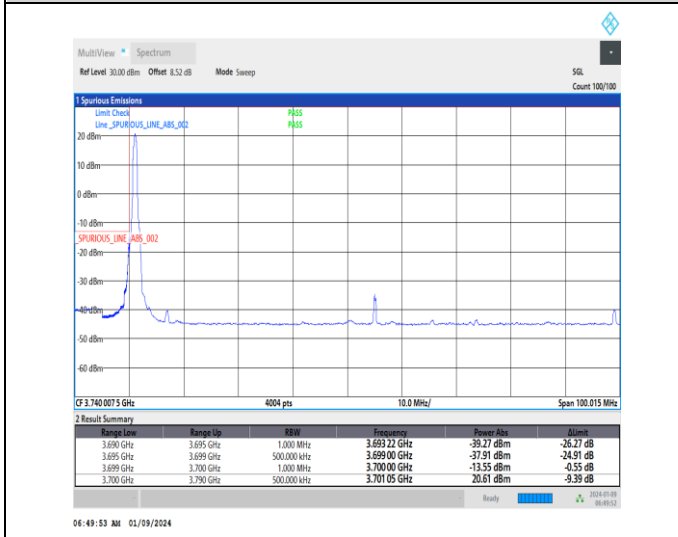 MultiView Spectrum
Ref Level 30.00 dBm Offset 8.52 dB Mode Sweep SGL
Count 100/100
1 Spurious Emissions
Limit Check PASS
Line _SPURIOUS_LINE_ABS_002 PASS
20 dBm
10 dBm
0 dBm
-10 dBm
_SPURIOUS_LINE_ABS_002
-20 dBm
-30 dBm
-40 dBm
-50 dBm
-60 dBm
CF 3.740 007 5 GHz 4004 pts 10.0 MHz/ Span 100.015 MHz
2 Result Summary
Range Low Range Up RBW Frequency Power Abs ΔLimit
3.690 GHz 3.695 GHz 1.000 MHz 3.693 22 GHz -39.27 dBm -26.27 dB
3.695 GHz 3.699 GHz 500.000 kHz 3.699 00 GHz -37.91 dBm -24.91 dB
3.699 GHz 3.700 GHz 1.000 MHz 3.700 00 GHz -13.55 dBm -0.55 dB
3.700 GHz 3.790 GHz 500.000 kHz 3.701 05 GHz 20.61 dBm -9.39 dB
Ready 2024-01-09
06:49:52
06:49:53 AM 01/09/2024